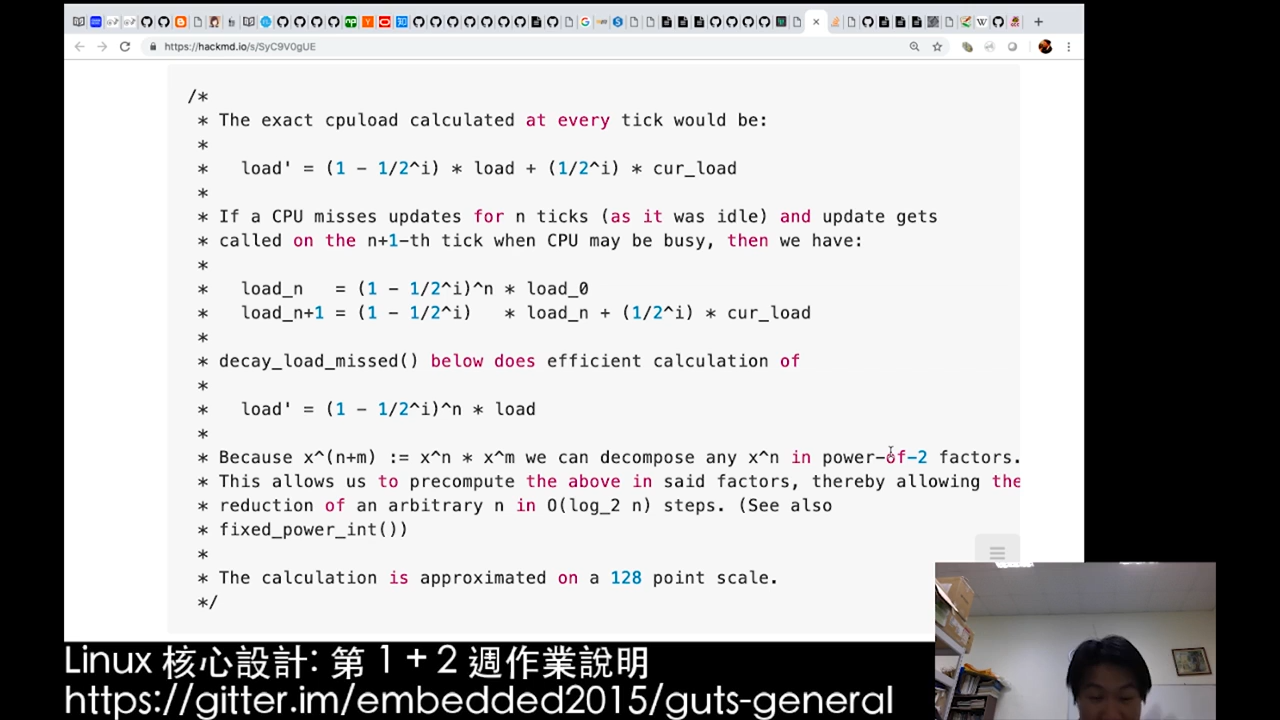 https://hackmd.io/s/SyC9V0gUE
/*
* The exact cpuload calculated at every tick would be:
*
* load' = (1 - 1/2^i) * load + (1/2^i) * cur_load
*
* If a CPU misses updates for n ticks (as it was idle) and update gets
* called on the n+1-th tick when CPU may be busy, then we have:
*
* load_n = (1 - 1/2^i)^n * load_0
* load_n+1 = (1 - 1/2^i) * load_n + (1/2^i) * cur_load
*
* decay_load_missed() below does efficient calculation of
*
* load' = (1 - 1/2^i)^n * load
*
* Because x^(n+m) := x^n * x^m we can decompose any x^n in power-of-2 factors.
* This allows us to precompute the above in said factors, thereby allowing the
* reduction of an arbitrary n in O(log_2 n) steps. (See also
* fixed_power_int())
*
* The calculation is approximated on a 128 point scale.
*/
Linux 核心設計: 第 1 + 2 週作業說明
https://gitter.im/embedded2015/guts-general